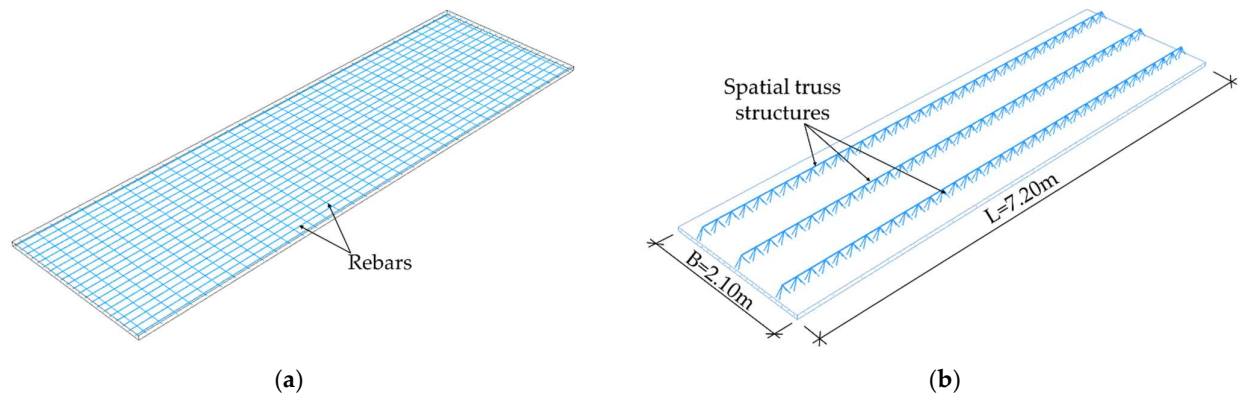 Rebars
(a)
Spatial truss
structures
L=7.20m
B=2.10m
(b)